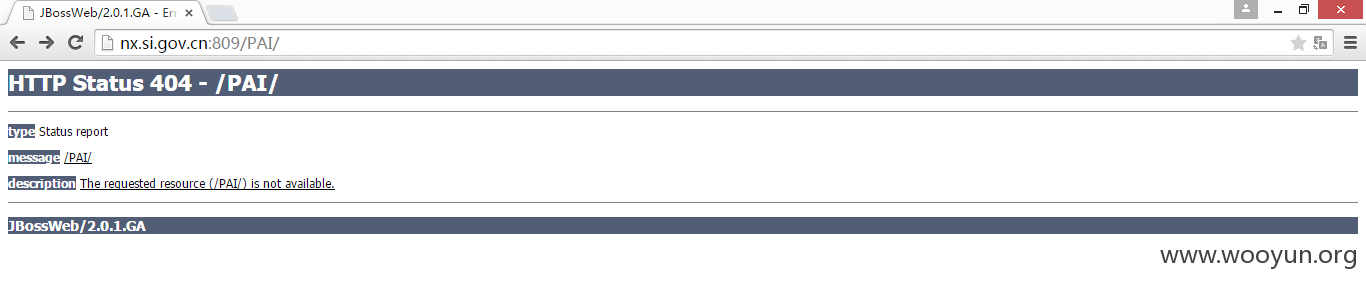 JBossWeb/2.0.1.GA - Err
nx.si.gov.cn:809/PAI/
HTTP Status 404 - /PAI/
type Status report
message /PAI/
description The requested resource (/PAI/) is not available.
JBossWeb/2.0.1.GA
www.wooyun.org